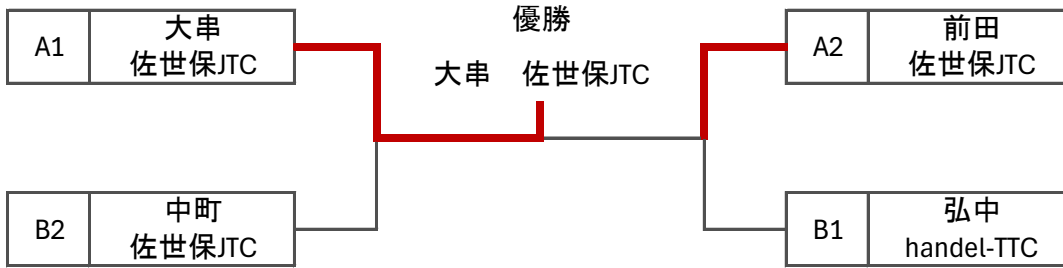 優勝
大串 佐世保JTC
A1
大串
佐世保JTC
A2
前田
佐世保JTC
B2
中町
佐世保JTC
B1
弘中
handel-TTC